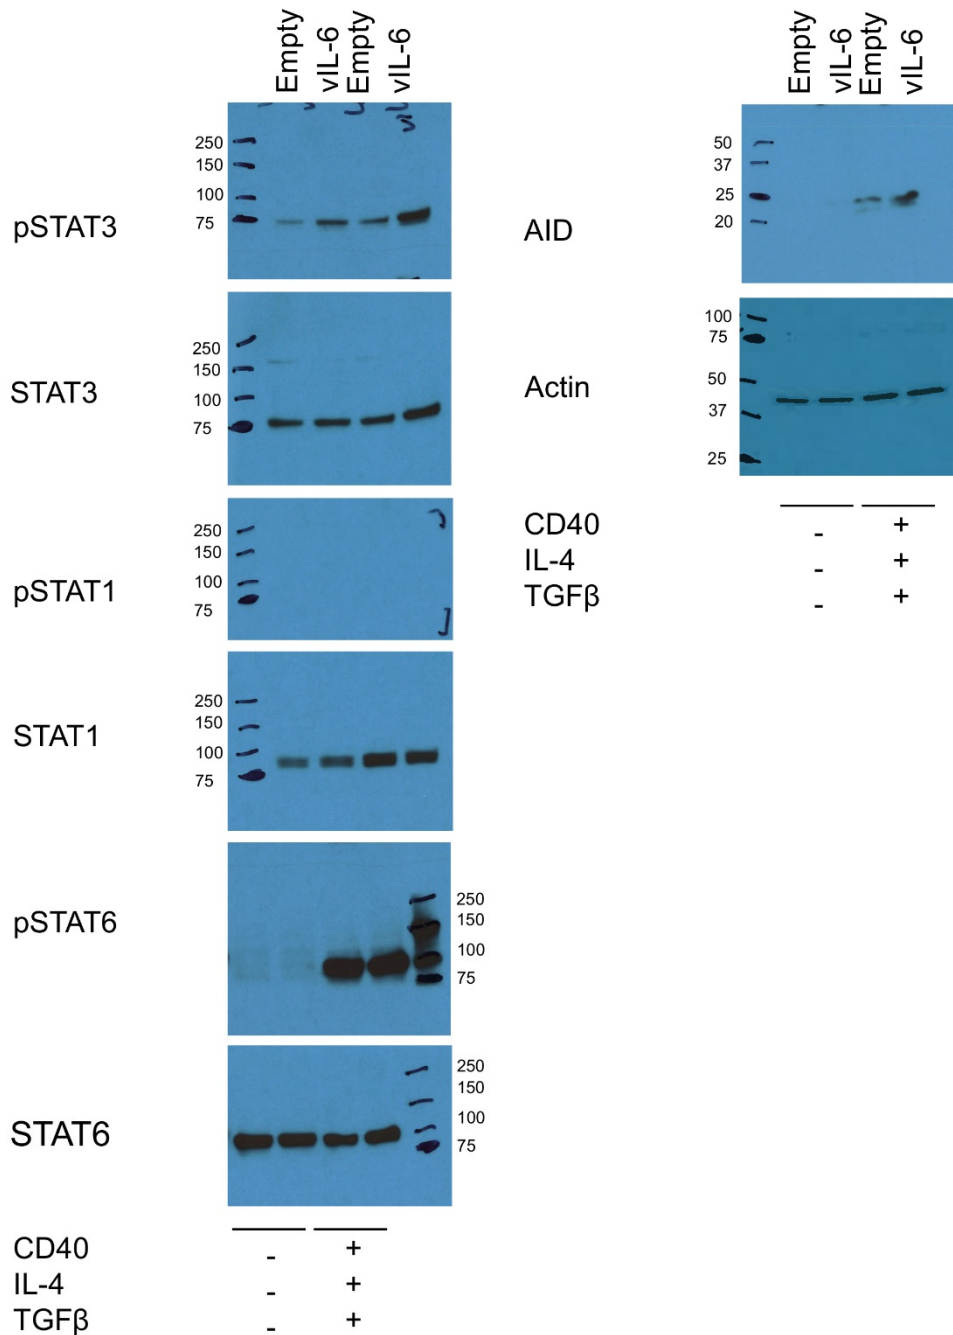 Empty
vIL-6
Empty
vIL-6
pSTAT3
250
150
100
75
STAT3
250
150
100
75
pSTAT1
250
150
100
75
STAT1
250
150
100
75
pSTAT6
250
150
100
75
STAT6
250
150
100
75
CD40 - +
IL-4 - +
TGFβ - +
Empty
vIL-6
Empty
vIL-6
AID
50
37
25
20
Actin
100
75
50
37
25
CD40 - +
IL-4 - +
TGFβ - +